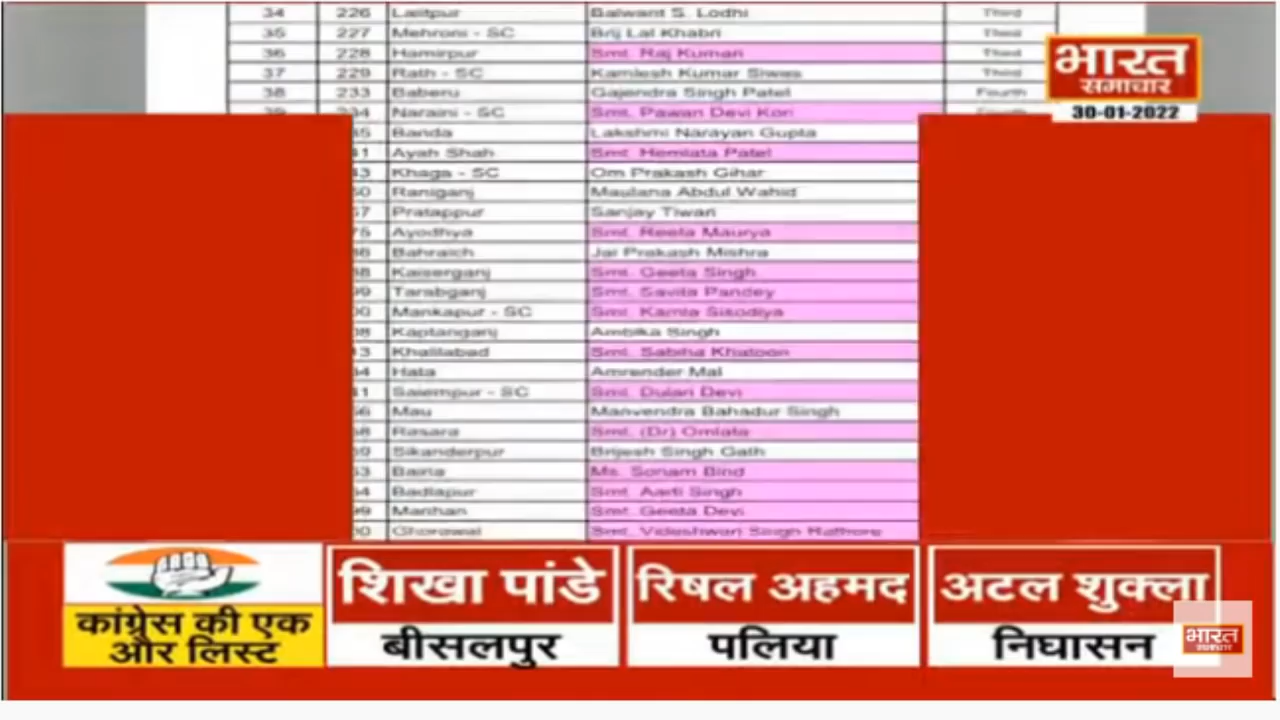 34 226 Lalitpur Balwant S. Lodhi Third
35 227 Mehroni - SC Brij Lal Khabri Third
36 228 Hamirpur Smt. Raj Kumari Third
37 229 Rath - SC Kamlesh Kumar Siwes Third
38 233 Baberu Gajendra Singh Patel Fourth
Naraini - SC Smt. Pawan Devi Kori
Banda Lakshmi Narayan Gupta
Ayah Shah Smt. Hemlata Patel
Khaga - SC Om Prakash Gihar
Raniganj Maulana Abdul Wahid
Pratappur Sanjay Tiwari
Ayodhya Smt. Reeta Maurya
Bahraich Jai Prakash Mishra
Kaiserganj Smt. Geeta Singh
Tarabganj Smt. Savita Pandey
Mankapur - SC Smt. Kamla Sisodiya
Kaptanganj Ambika Singh
Khalilabad Smt. Sabiha Khatoon
Hata Amrender Mal
Salempur - SC Smt. Dulari Devi
Mau Manvendra Bahadur Singh
Rasara Smt. (Dr) Omlata
Sikanderpur Brijesh Singh Gath
Bairia Ms. Sonam Bind
Badlapur Smt. Aarti Singh
Marihan Smt. Geeta Devi
Ghorawal Smt. Videshwari Singh Rathore
भारत
समाचार
30-01-2022
कांग्रेस की एक
और लिस्ट
शिखा पांडे
बीसलपुर
रिषल अहमद
पलिया
अटल शुक्ला
निघासन
भारत
समाचार